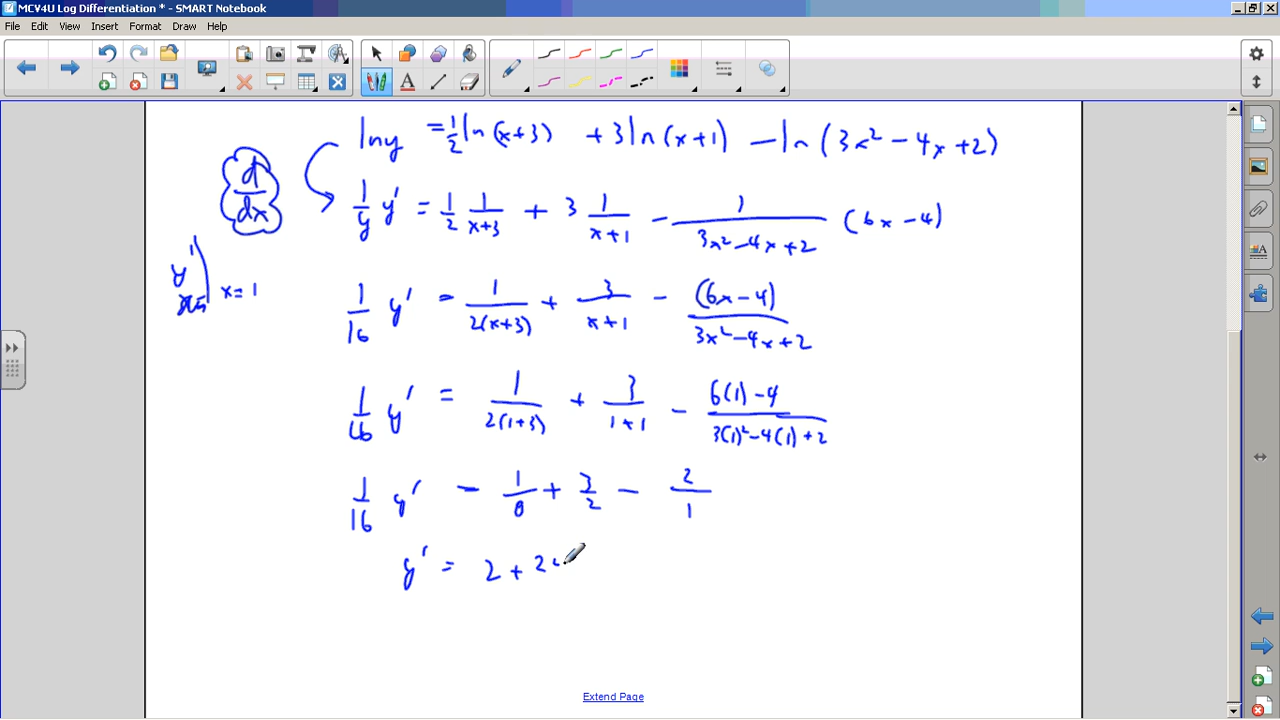 MCV4U Log Differentiation * - SMART Notebook
File Edit View Insert Format Draw Help
ln y = 1/2 ln(x+3) + 3 ln(x+1) - ln(3x² - 4x + 2)
d/dx
1/y y' = 1/2 1/(x+3) + 3 1/(x+1) - 1/(3x² - 4x + 2) (6x - 4)
y' x = 1
1/16 y' = 1/(2(x+3)) + 3/(x+1) - (6x - 4)/(3x² - 4x + 2)
1/16 y' = 1/(2(1+3)) + 3/(1+1) - (6(1) - 4)/(3(1)² - 4(1) + 2)
1/16 y' = 1/8 + 3/2 - 2/1
y' = 2 + 2
Extend Page